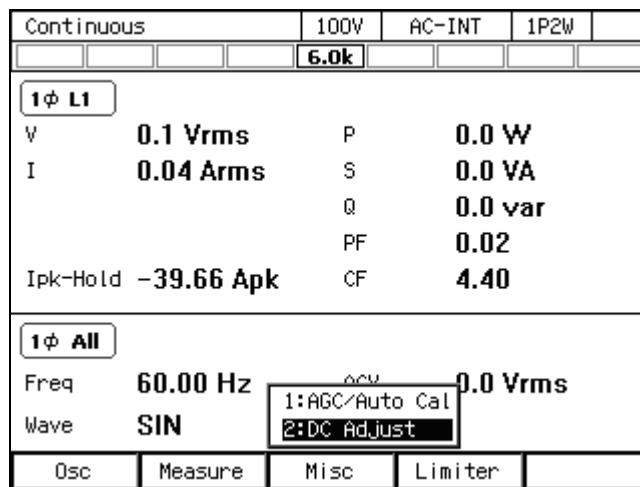 Continuous 100V AC-INT 1P2W
6.0k
1ϕ L1
V 0.1 Vrms P 0.0 W
I 0.04 Arms S 0.0 VA
Q 0.0 var
PF 0.02
Ipk-Hold -39.66 Apk CF 4.40
1ϕ All
Freq 60.00 Hz 0.0 Vrms
1:AGC/Auto Cal
Wave SIN 2:DC Adjust
Osc Measure Misc Limiter